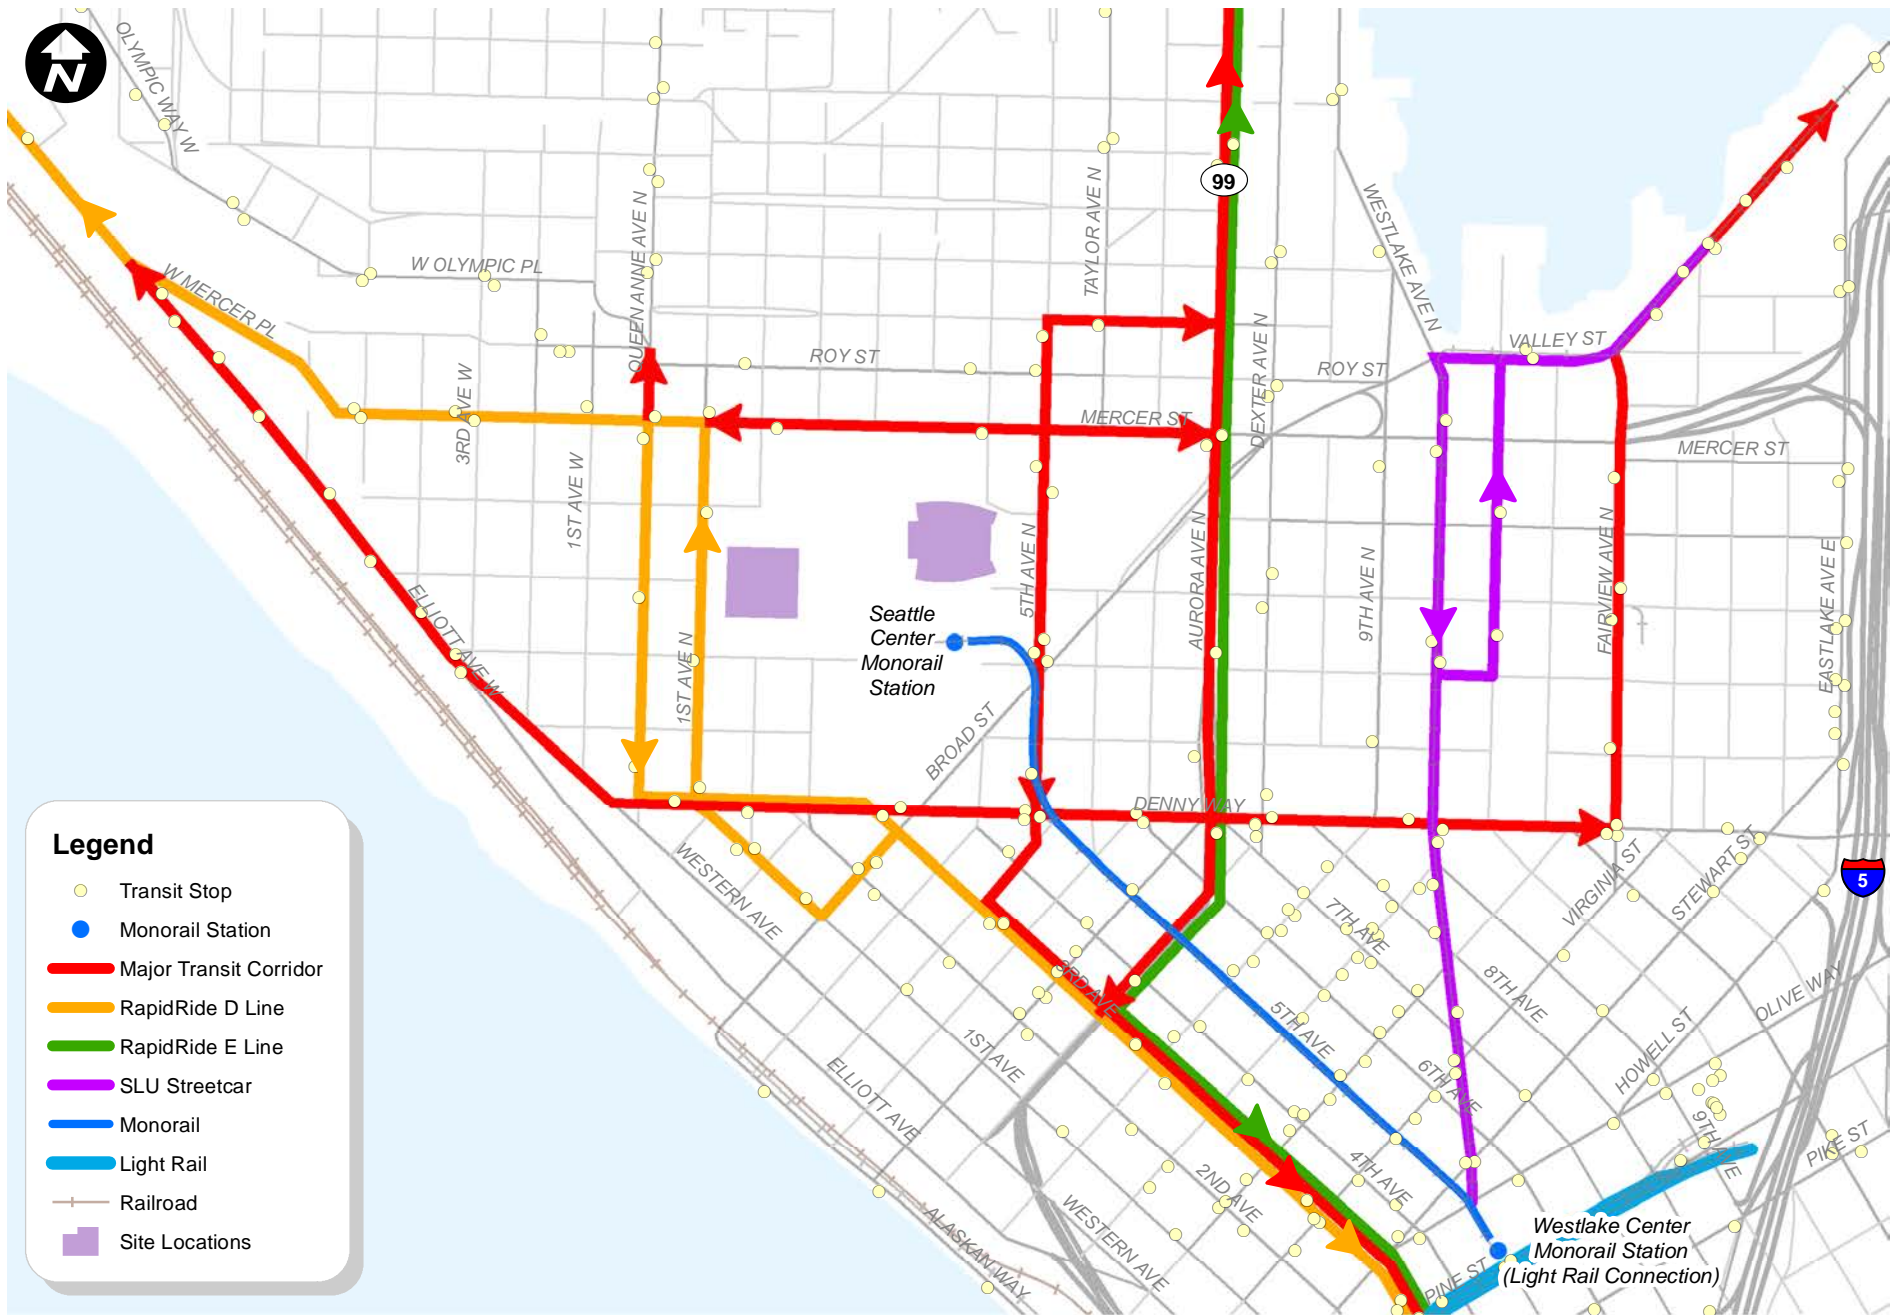 N
OLYMPIC WAY W
QUEEN ANNE AVE N
TAYLOR AVE N
99
WESTLAKE AVE N
W OLYMPIC PL
W MERCER PL
3RD AVE W
ROY ST
DEXTER AVE N
ROY ST
VALLEY ST
MERCER ST
MERCER ST
1ST AVE W
5TH AVE N
AURORA AVE N
9TH AVE N
FAIRVIEW AVE N
EASTLAKE AVE E
ELLIOTT AVE W
1ST AVE N
Seattle
Center
Monorail
Station
BROAD ST
DENNY WAY
WESTERN AVE
7TH AVE
VIRGINIA ST
STEWART ST
5
3RD AVE
8TH AVE
OLIVE WAY
1ST AVE
5TH AVE
HOWELL ST
ELLIOTT AVE
6TH AVE
9TH AVE
PIKE ST
2ND AVE
4TH AVE
ALASKAN WAY
WESTERN AVE
PINE ST
Westlake Center
Monorail Station
(Light Rail Connection)
Legend
Transit Stop
Monorail Station
Major Transit Corridor
RapidRide D Line
RapidRide E Line
SLU Streetcar
Monorail
Light Rail
Railroad
Site Locations